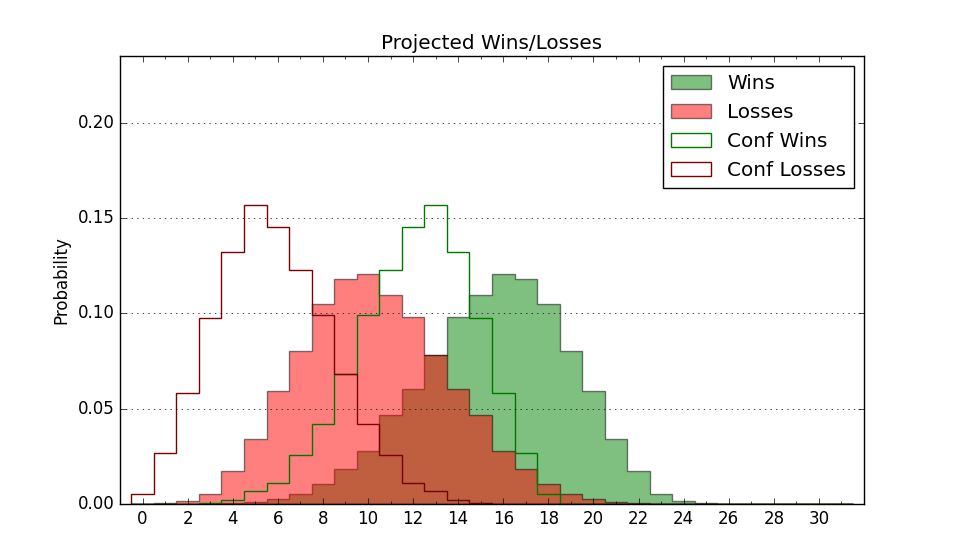 Projected Wins/Losses
Wins
Losses
Conf Wins
Conf Losses
Probability
0.20
0.15
0.10
0.05
0.00
0 2 4 6 8 10 12 14 16 18 20 22 24 26 28 30